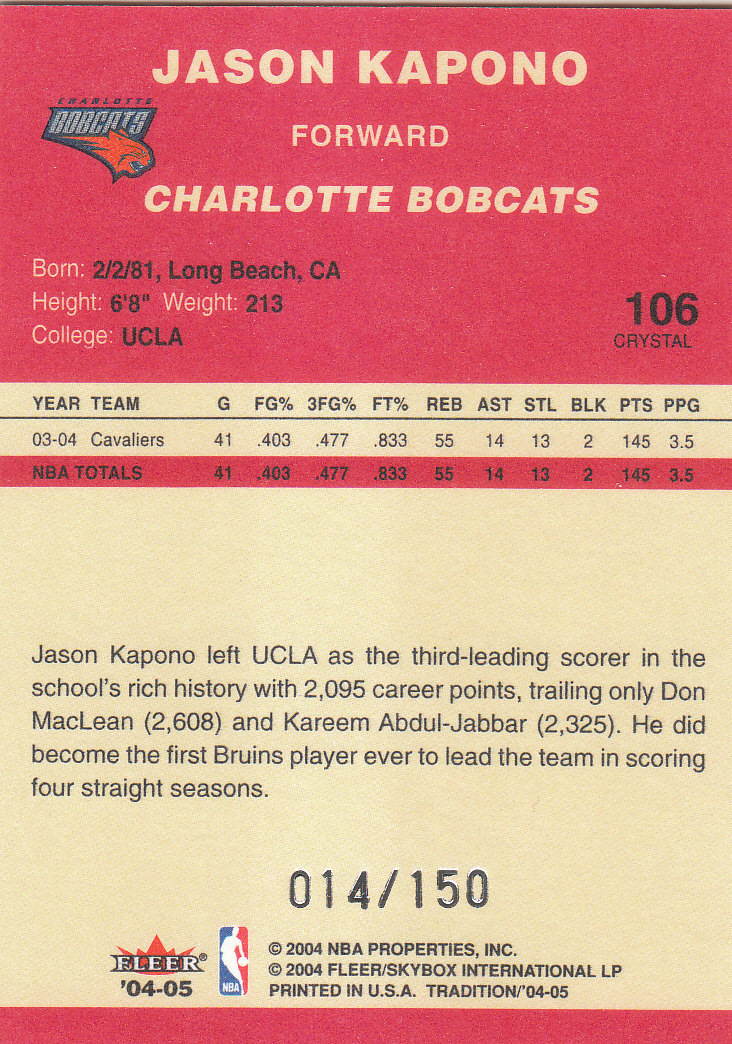 JASON KAPONO
CHARLOTTE
BOBCATS
FORWARD
CHARLOTTE BOBCATS
Born: 2/2/81, Long Beach, CA
Height: 6'8" Weight: 213
College: UCLA
106
CRYSTAL
YEAR TEAM G FG% 3FG% FT% REB AST STL BLK PTS PPG
03-04 Cavaliers 41 .403 .477 .833 55 14 13 2 145 3.5
NBA TOTALS 41 .403 .477 .833 55 14 13 2 145 3.5
Jason Kapono left UCLA as the third-leading scorer in the
school's rich history with 2,095 career points, trailing only Don
MacLean (2,608) and Kareem Abdul-Jabbar (2,325). He did
become the first Bruins player ever to lead the team in scoring
four straight seasons.
014/150
FLEER®
'04-05
NBA
© 2004 NBA PROPERTIES, INC.
© 2004 FLEER/SKYBOX INTERNATIONAL LP
PRINTED IN U.S.A. TRADITION/'04-05